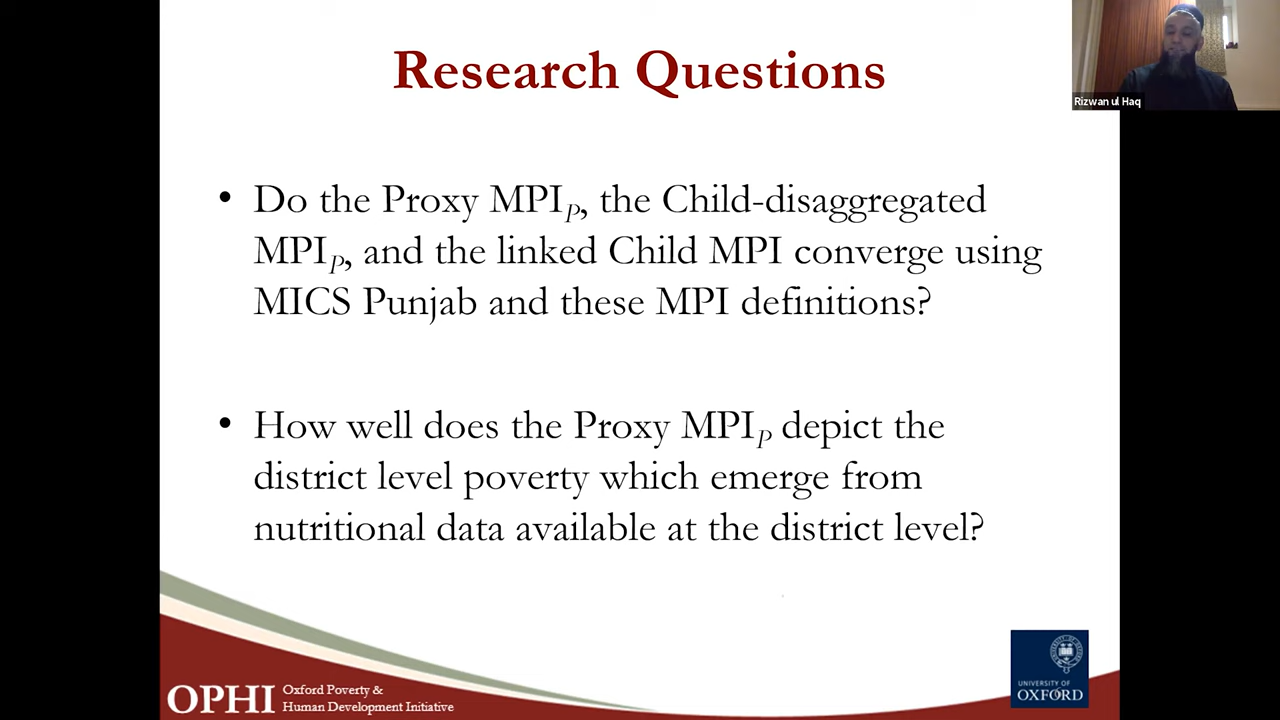 Research Questions
Rizwan ul Haq
• Do the Proxy MPIP, the Child-disaggregated
MPIP, and the linked Child MPI converge using
MICS Punjab and these MPI definitions?
• How well does the Proxy MPIP depict the
district level poverty which emerge from
nutritional data available at the district level?
OPHI
Oxford Poverty &
Human Development Initiative
UNIVERSITY OF
OXFORD